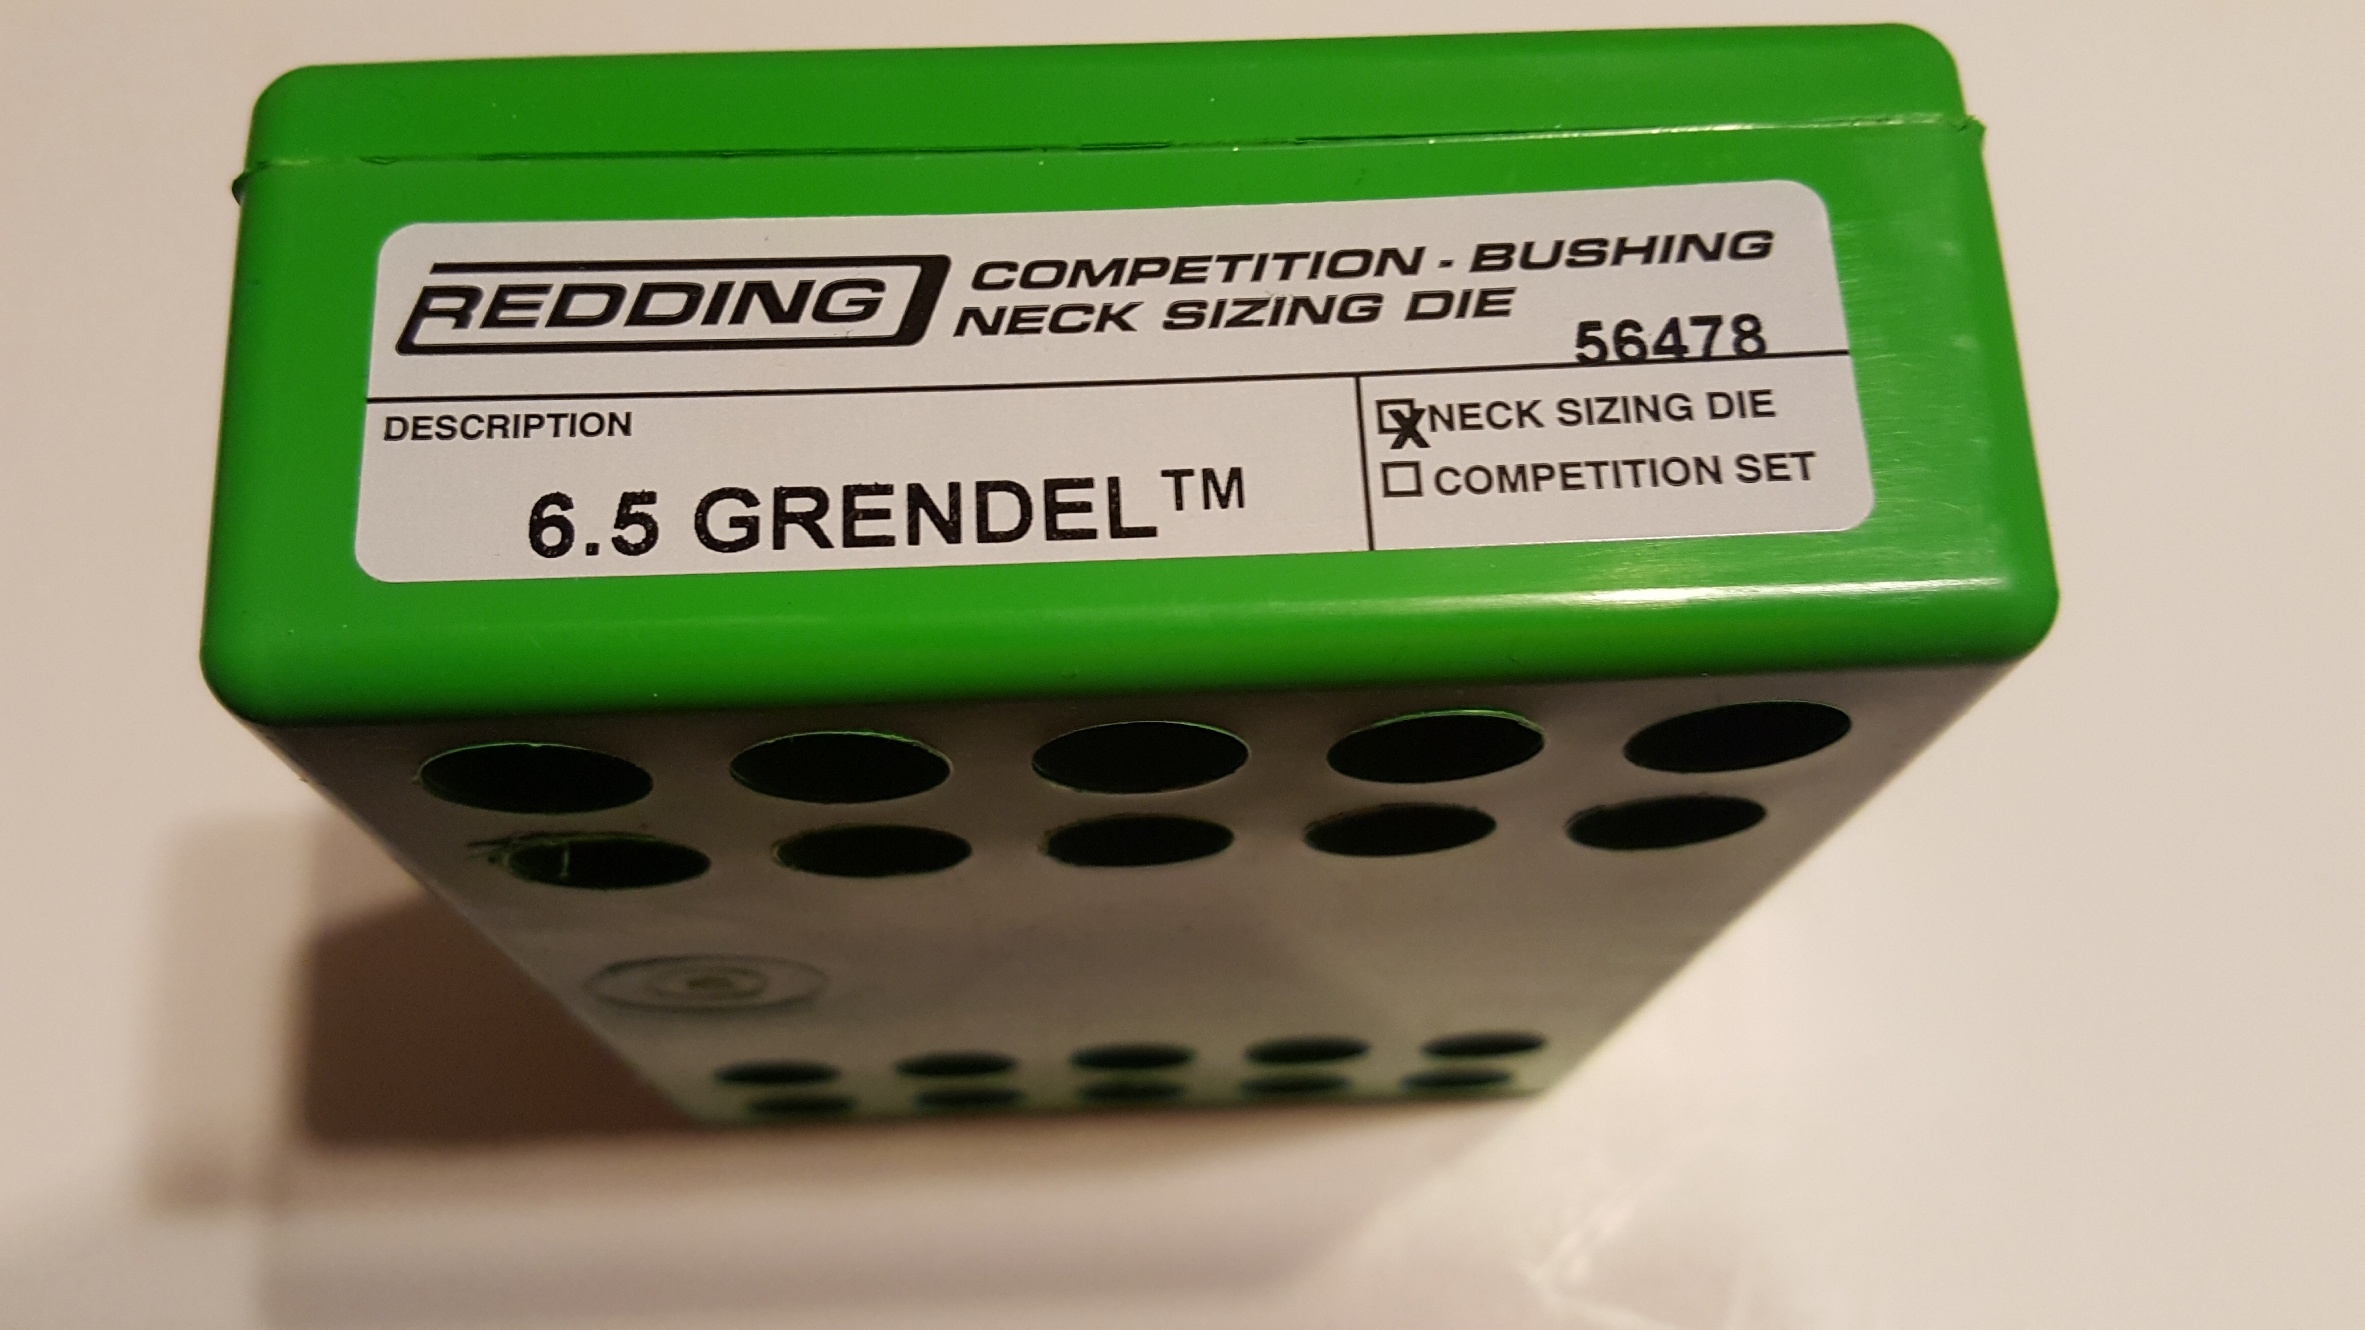 REDDING COMPETITION - BUSHING
NECK SIZING DIE
56478
DESCRIPTION
6.5 GRENDEL™
X NECK SIZING DIE
COMPETITION SET